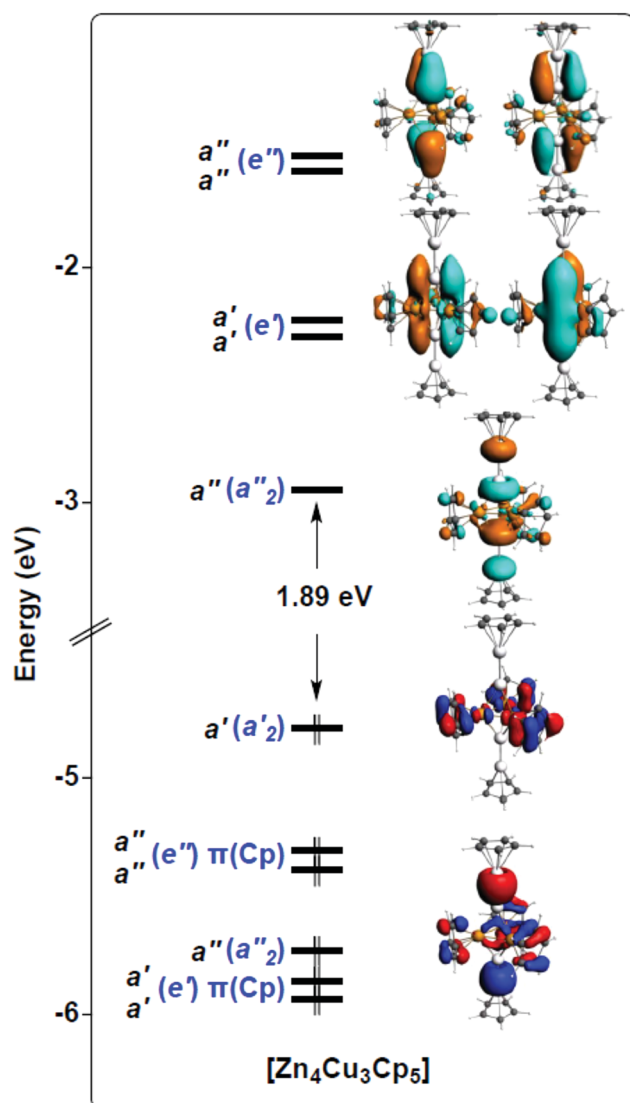 a″ (e″)
a″
-2
a′ (e′)
a′
-3
a″ (a″₂)
Energy (eV)
1.89 eV
a′ (a′₂)
-5
a″ (e″) π(Cp)
a″
a″ (a″₂)
a′ (e′) π(Cp)
a′
-6
[Zn₄Cu₃Cp₅]